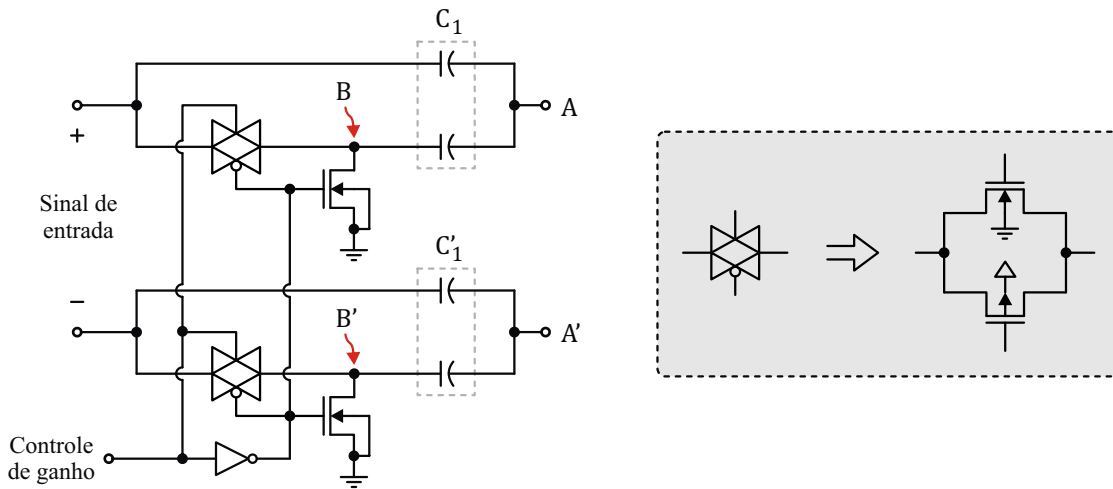 C1
B
A
+
Sinal de
entrada
C'1
−
B'
A'
Controle
de ganho